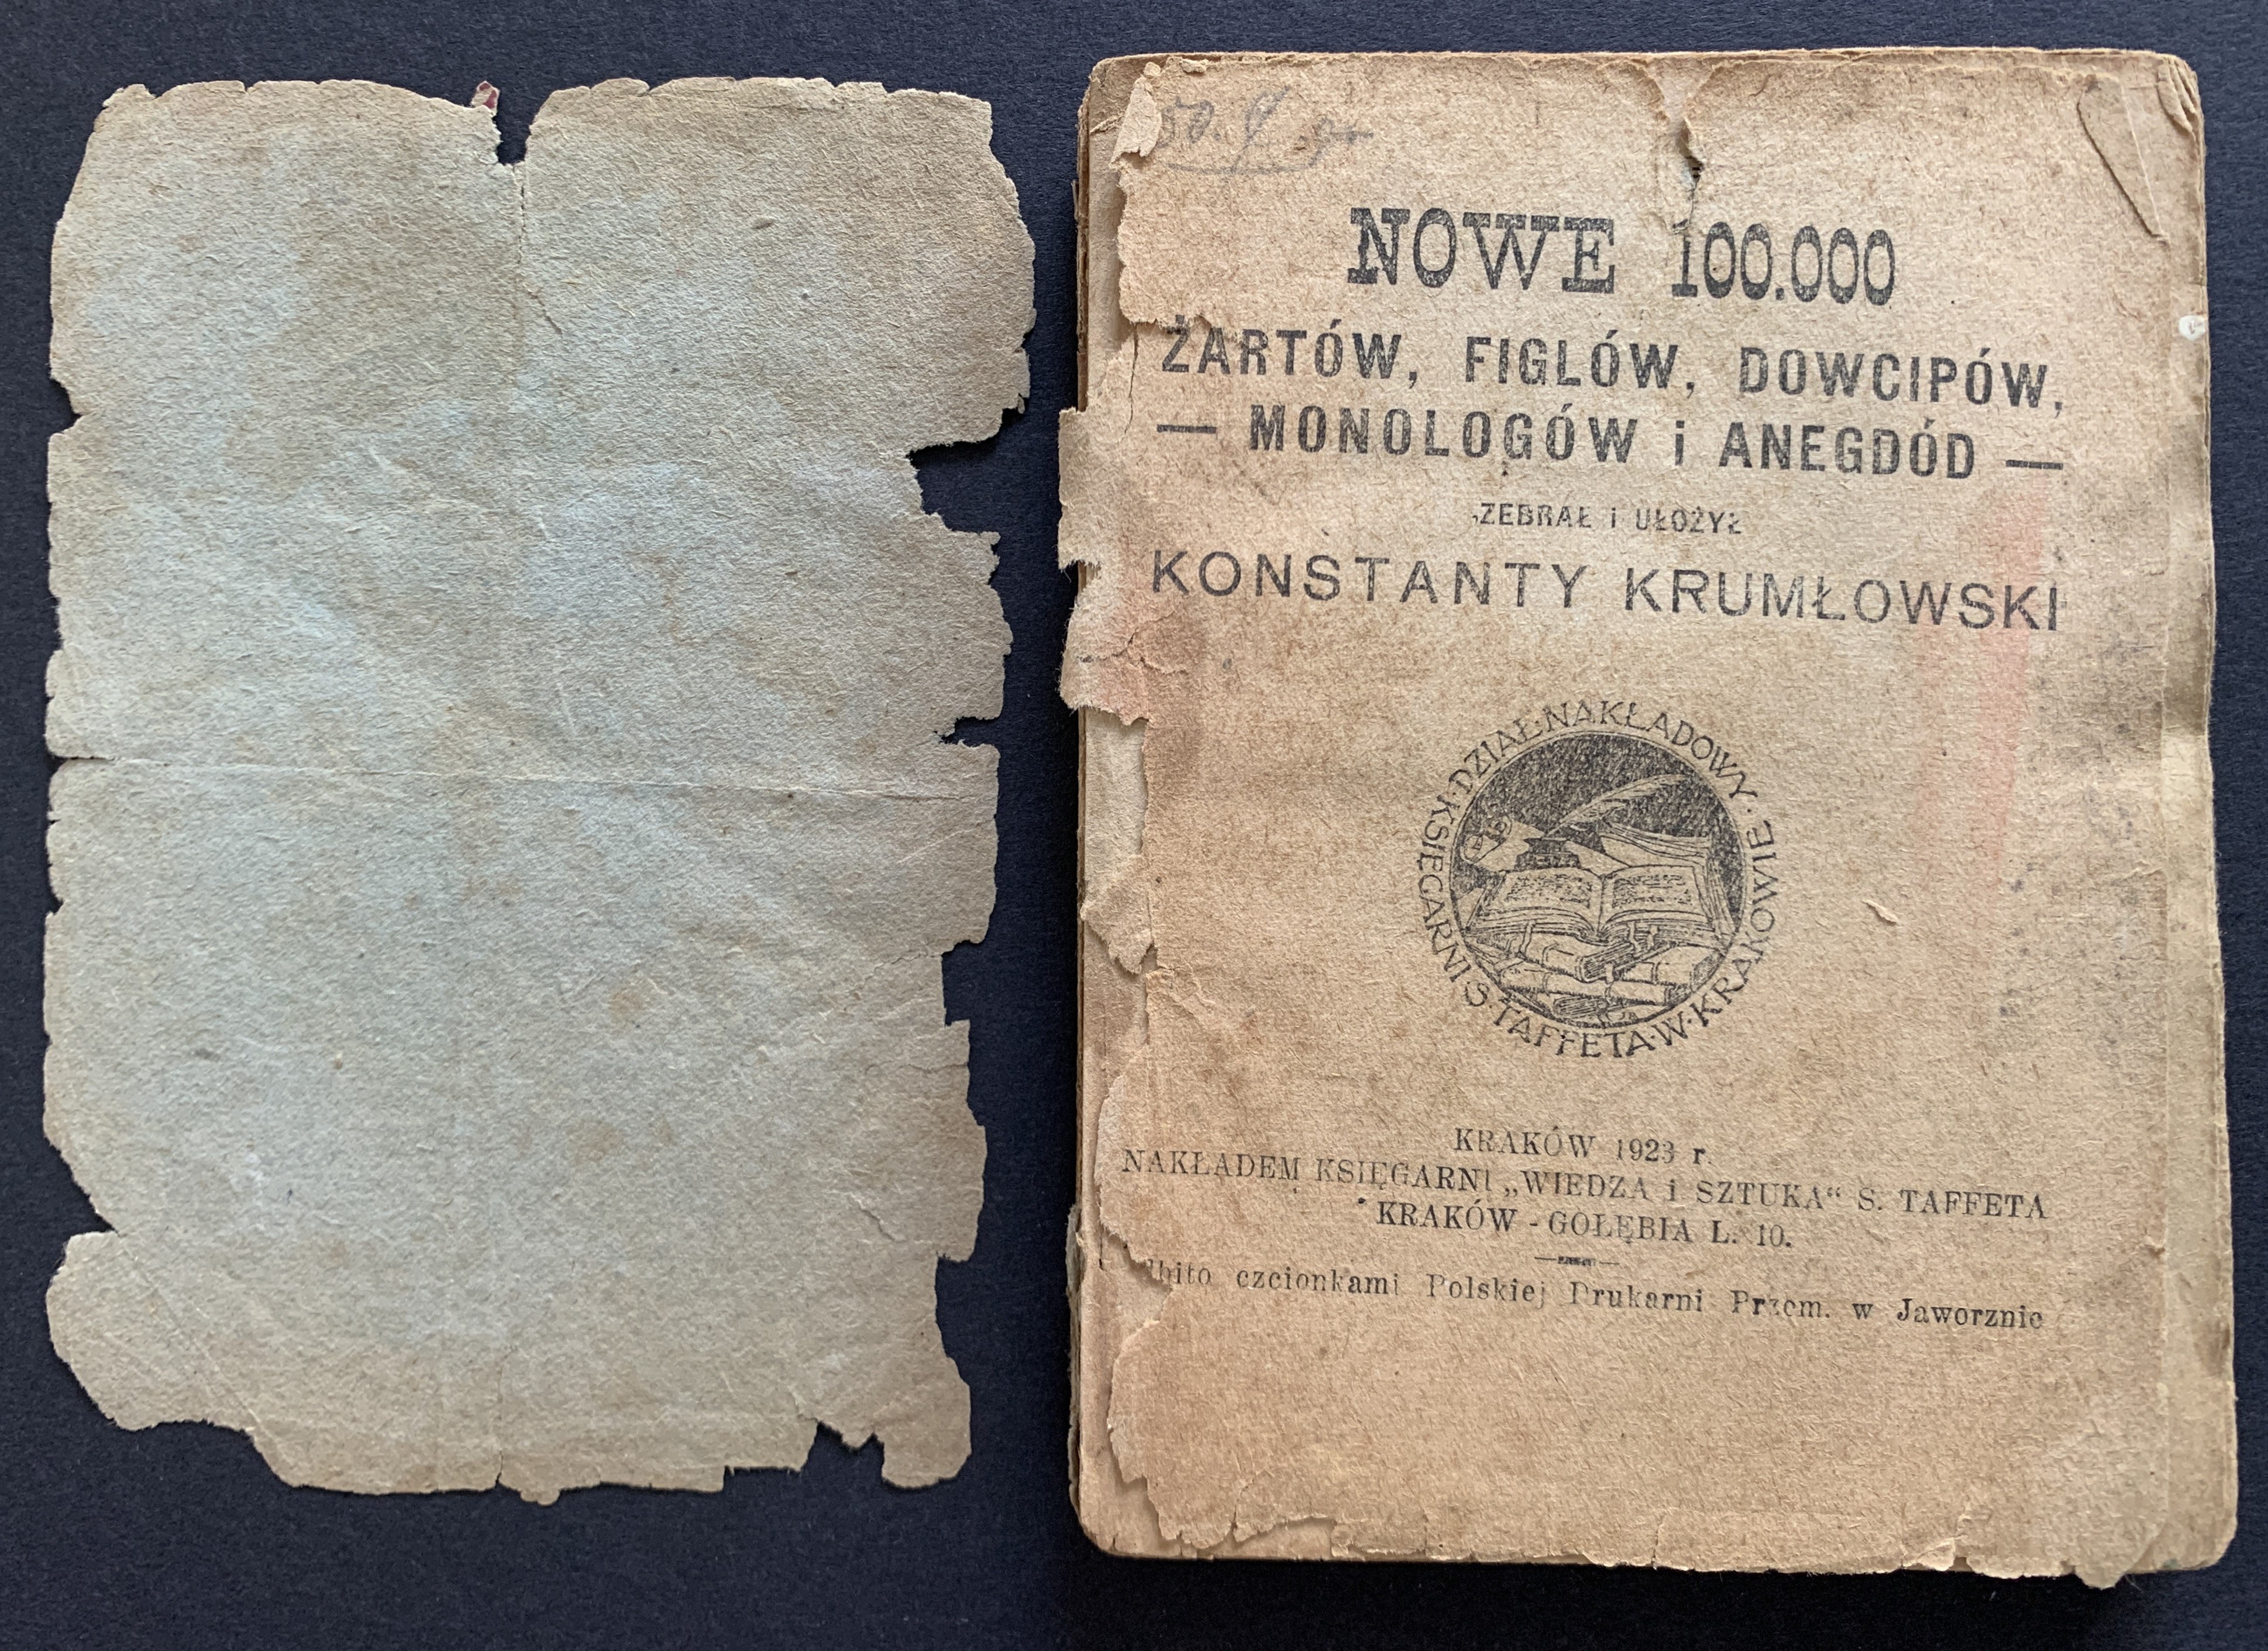 NOWE 100.000
ŻARTÓW, FIGLÓW, DOWCIPÓW,
— MONOLOGÓW i ANEGDÓD —
ZEBRAŁ i UŁOŻYŁ
KONSTANTY KRUMŁOWSKI
DZIAŁ·NAKŁADOWY·
KSIĘGARNI·S·TAFFETA·W·KRAKOWIE
KRAKÓW 1923 r.
NAKŁADEM KSIĘGARNI „WIEDZA i SZTUKA“ S. TAFFETA
KRAKÓW - GOŁĘBIA L. 10.
czcionkami Polskiej Drukarni Przem. w Jaworznie